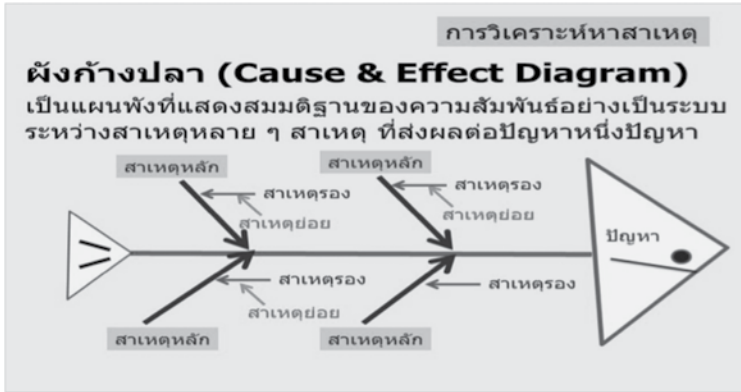 การวิเคราะห์หาสาเหตุ
ผังก้างปลา (Cause & Effect Diagram)
เป็นแผนผังที่แสดงสมมติฐานของความสัมพันธ์อย่างเป็นระบบ
ระหว่างสาเหตุหลาย ๆ สาเหตุ ที่ส่งผลต่อปัญหาหนึ่งปัญหา
สาเหตุหลัก
สาเหตุหลัก
สาเหตุรอง
สาเหตุรอง
สาเหตุย่อย
สาเหตุย่อย
ปัญหา
สาเหตุรอง
สาเหตุรอง
สาเหตุย่อย
สาเหตุหลัก
สาเหตุหลัก